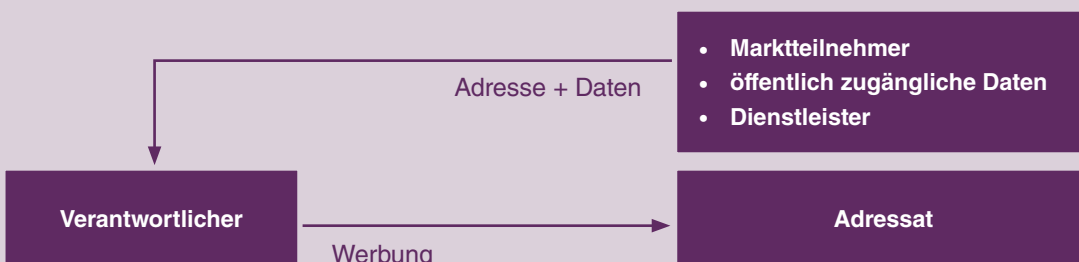 • Marktteilnehmer
• öffentlich zugängliche Daten
• Dienstleister
Adresse + Daten
Verantwortlicher
Adressat
Werbung